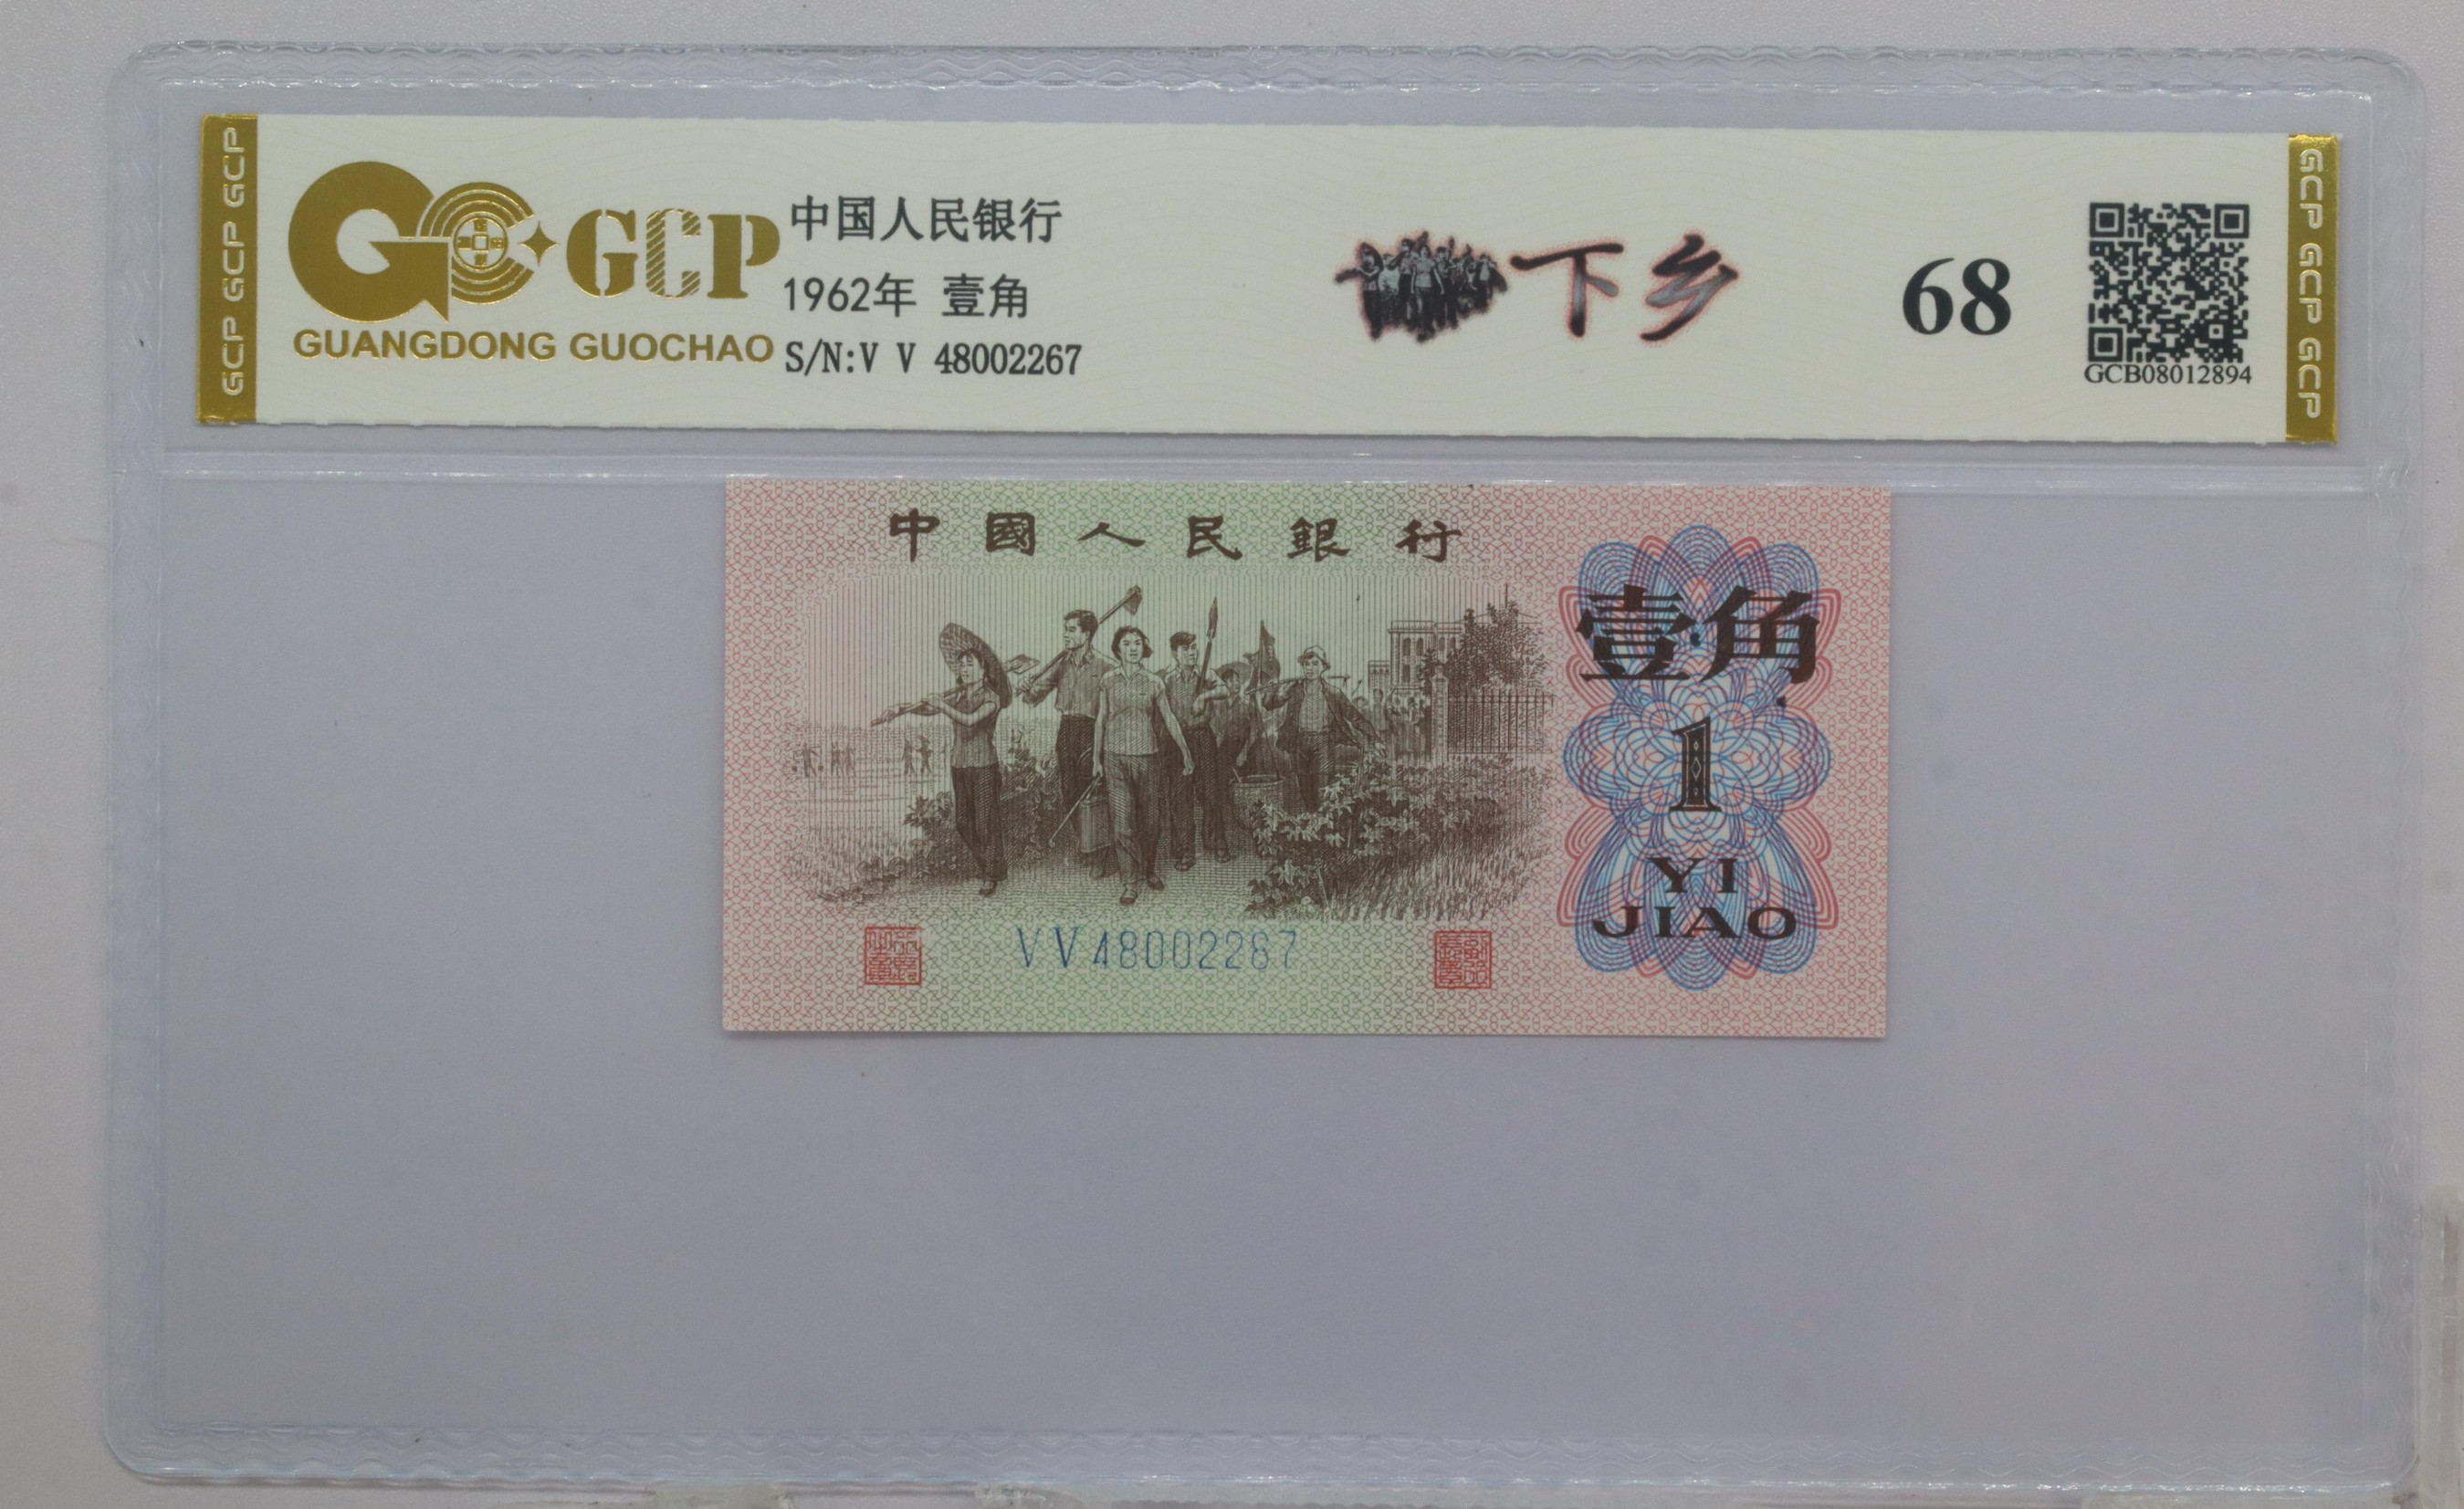 GCP GCP GCP
GCP
GUANGDONG GUOCHAO
中国人民银行
1962年 壹角
S/N:V V 48002267
下乡
68
GCB08012894
GCP GCP GCP
中國人民銀行
壹角
1
YI
JIAO
VV48002267